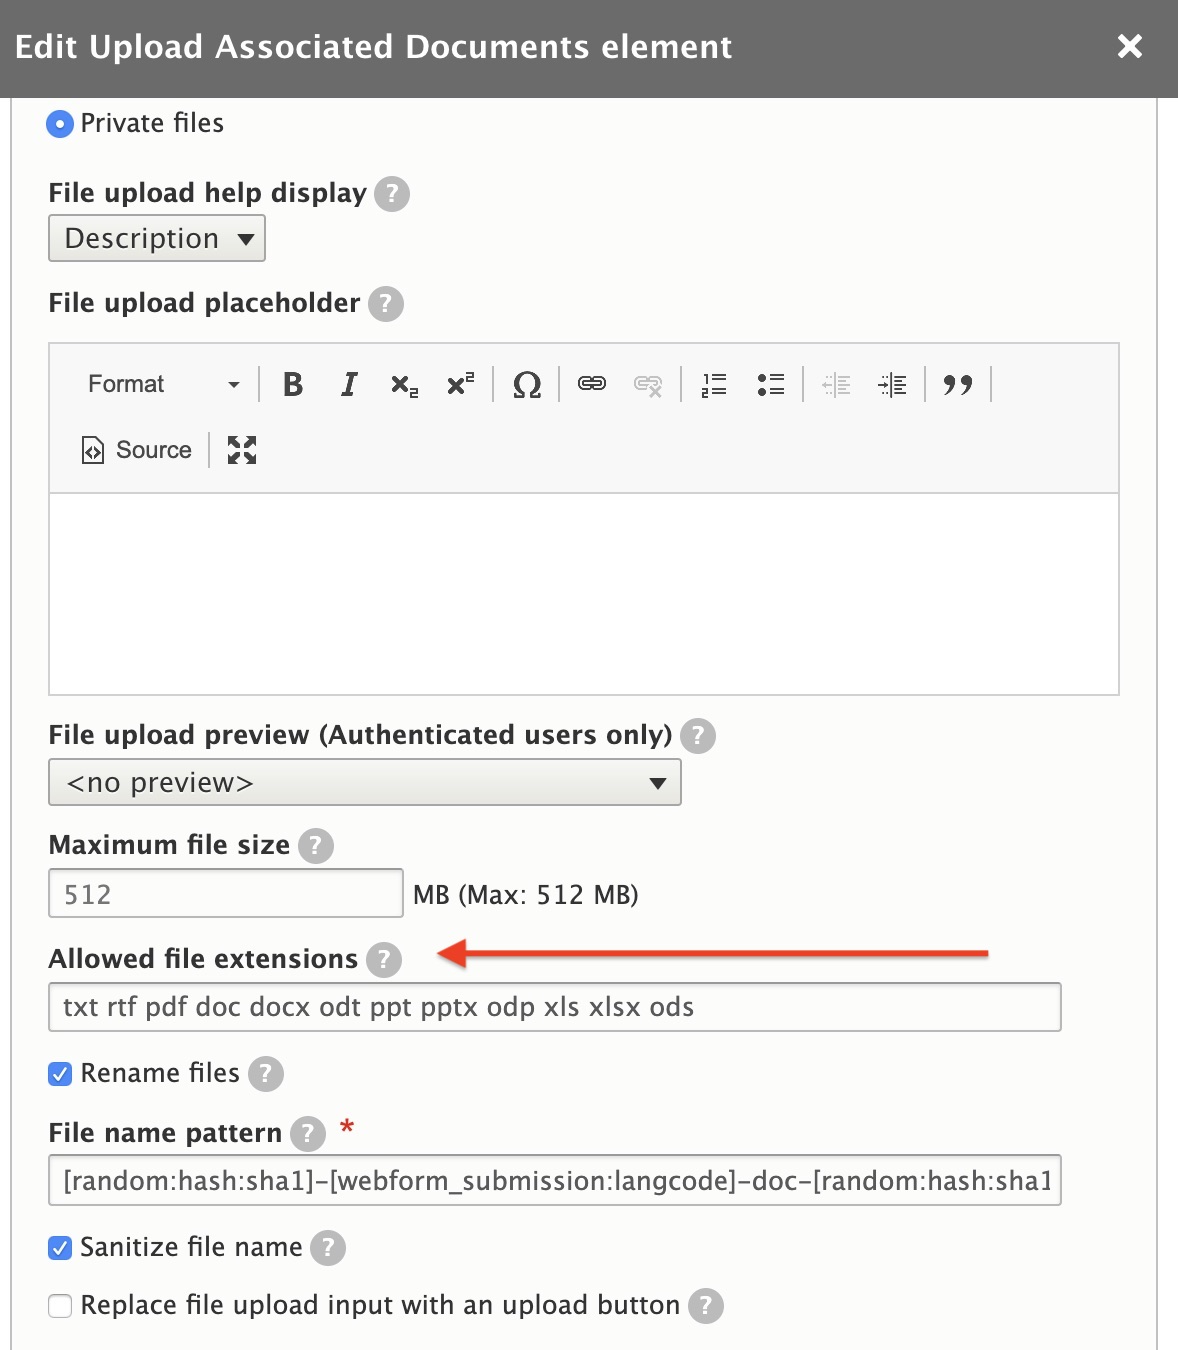 Edit Upload Associated Documents element
Private files
File upload help display ?
Description
File upload placeholder ?
Format B I x₂ x² Ω
Source
File upload preview (Authenticated users only) ?
<no preview>
Maximum file size ?
512 MB (Max: 512 MB)
Allowed file extensions ?
txt rtf pdf doc docx odt ppt pptx odp xls xlsx ods
Rename files ?
File name pattern ? *
[random:hash:sha1]-[webform_submission:langcode]-doc-[random:hash:sha1
Sanitize file name ?
Replace file upload input with an upload button ?